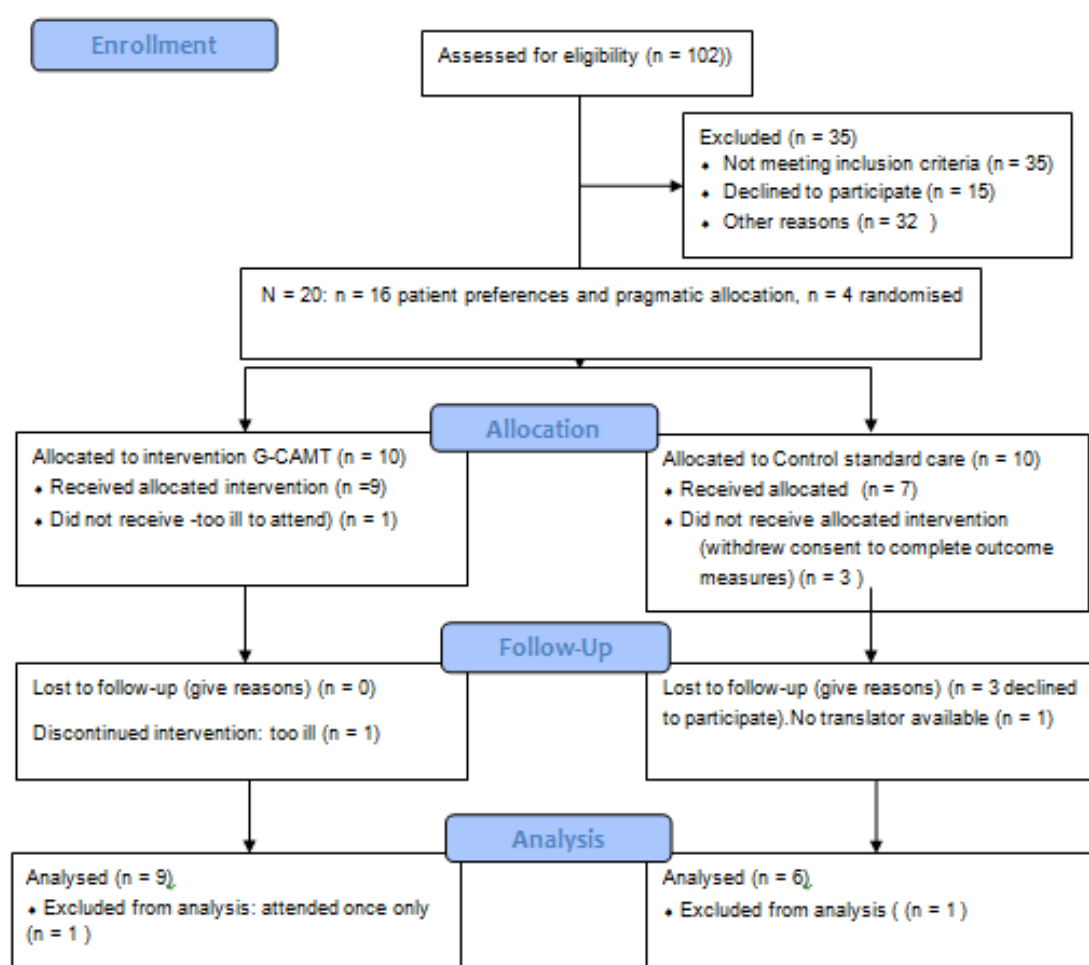 Enrollment
Assessed for eligibility (n = 102))
Excluded (n = 35)
• Not meeting inclusion criteria (n = 35)
• Declined to participate (n = 15)
• Other reasons (n = 32 )
N = 20: n = 16 patient preferences and pragmatic allocation, n = 4 randomised
Allocation
Allocated to intervention G-CAMT (n = 10)
• Received allocated intervention (n =9)
• Did not receive -too ill to attend) (n = 1)
Allocated to Control standard care (n = 10)
• Received allocated (n = 7)
• Did not receive allocated intervention
(withdrew consent to complete outcome
measures) (n = 3 )
Follow-Up
Lost to follow-up (give reasons) (n = 0)
Discontinued intervention: too ill (n = 1)
Lost to follow-up (give reasons) (n = 3 declined
to participate).No translator available (n = 1)
Analysis
Analysed (n = 9)
• Excluded from analysis: attended once only
(n = 1 )
Analysed (n = 6)
• Excluded from analysis ( (n = 1 )